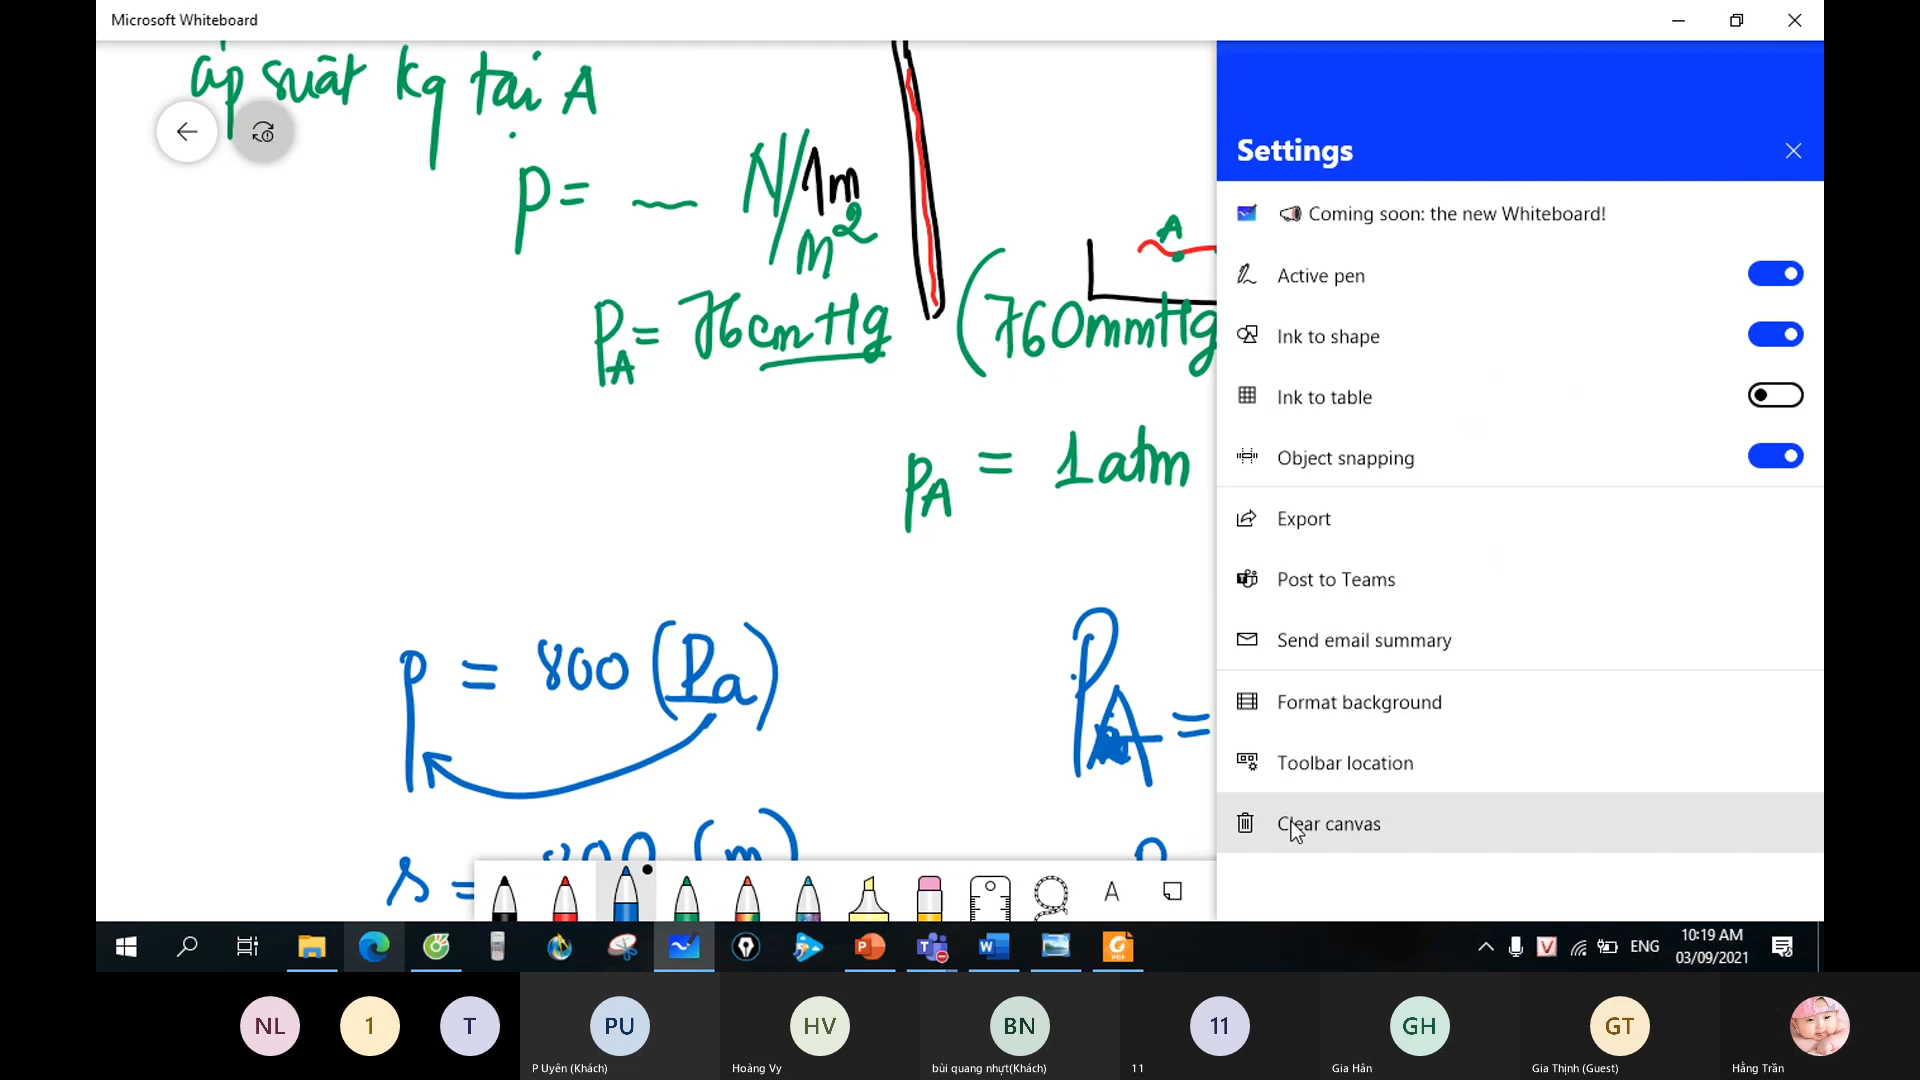 Microsoft Whiteboard
áp suất kq tại A
p = N/1m
m²
PA = 76cmHg (760mmHg
A
PA = 1atm
p = 800 (Pa)
PA =
s = 800 (m)
A
Settings
Coming soon: the new Whiteboard!
Active pen
Ink to shape
Ink to table
Object snapping
Export
Post to Teams
Send email summary
Format background
Toolbar location
Clear canvas
ENG
10:19 AM
03/09/2021
NL
1
T
PU
HV
BN
11
GH
GT
P Uyên (Khách)
Hoàng Vy
bùi quang nhựt(Khách)
11
Gia Hân
Gia Thịnh (Guest)
Hằng Trần